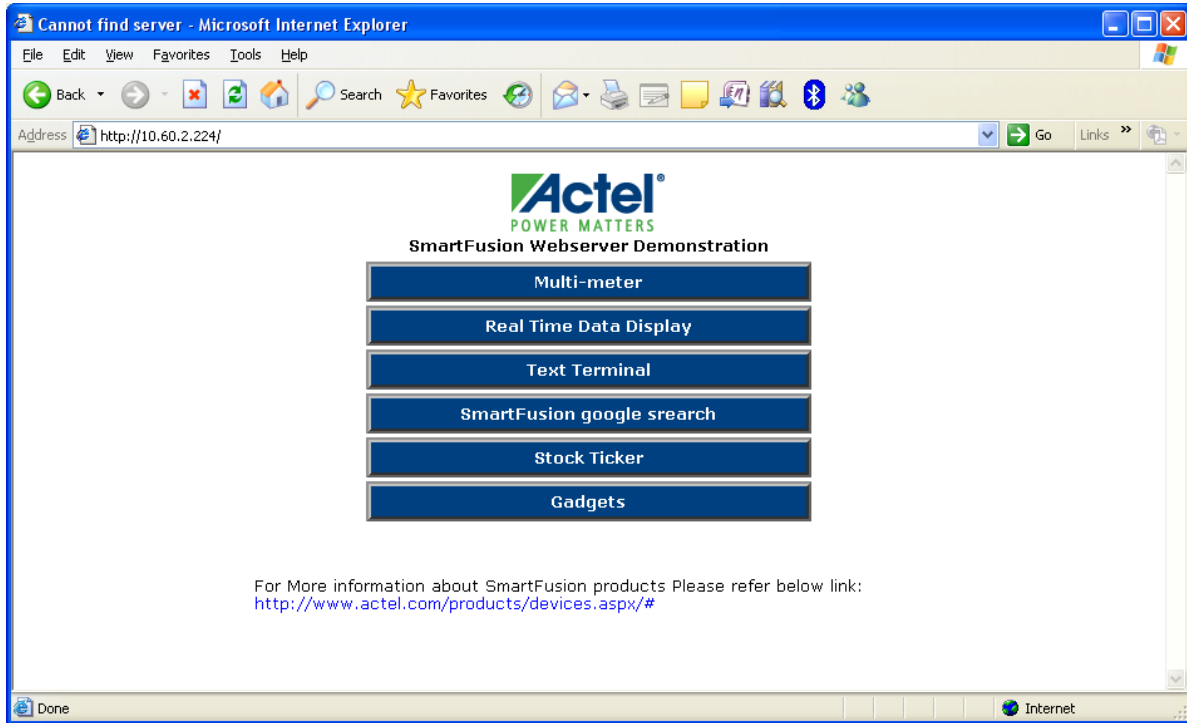 Cannot find server - Microsoft Internet Explorer
File Edit View Favorites Tools Help
Back Search Favorites
Address http://10.60.2.224/ Go Links »
Actel®
POWER MATTERS
SmartFusion Webserver Demonstration
Multi-meter
Real Time Data Display
Text Terminal
SmartFusion google srearch
Stock Ticker
Gadgets
For More information about SmartFusion products Please refer below link:
http://www.actel.com/products/devices.aspx/#
Done Internet